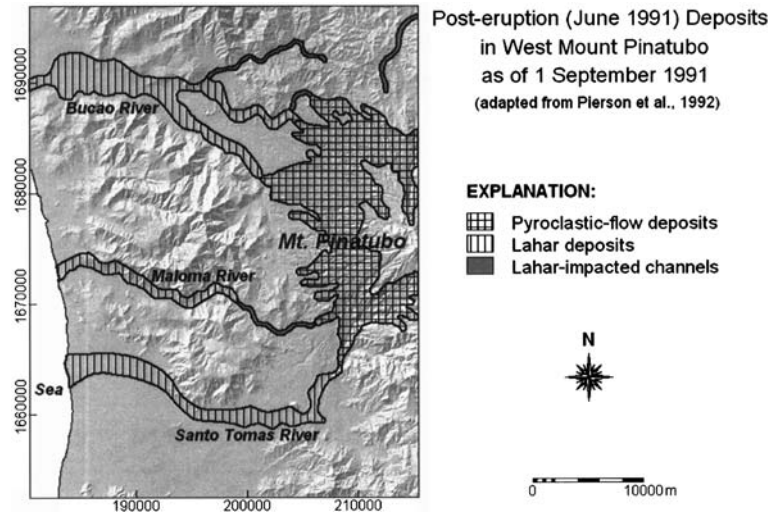 Post-eruption (June 1991) Deposits
in West Mount Pinatubo
as of 1 September 1991
(adapted from Pierson et al., 1992)
1690000
1680000
1670000
1660000
Bucao River
Mt. Pinatubo
Maloma River
Sea
Santo Tomas River
190000
200000
210000
EXPLANATION:
Pyroclastic-flow deposits
Lahar deposits
Lahar-impacted channels
N
0 10000m